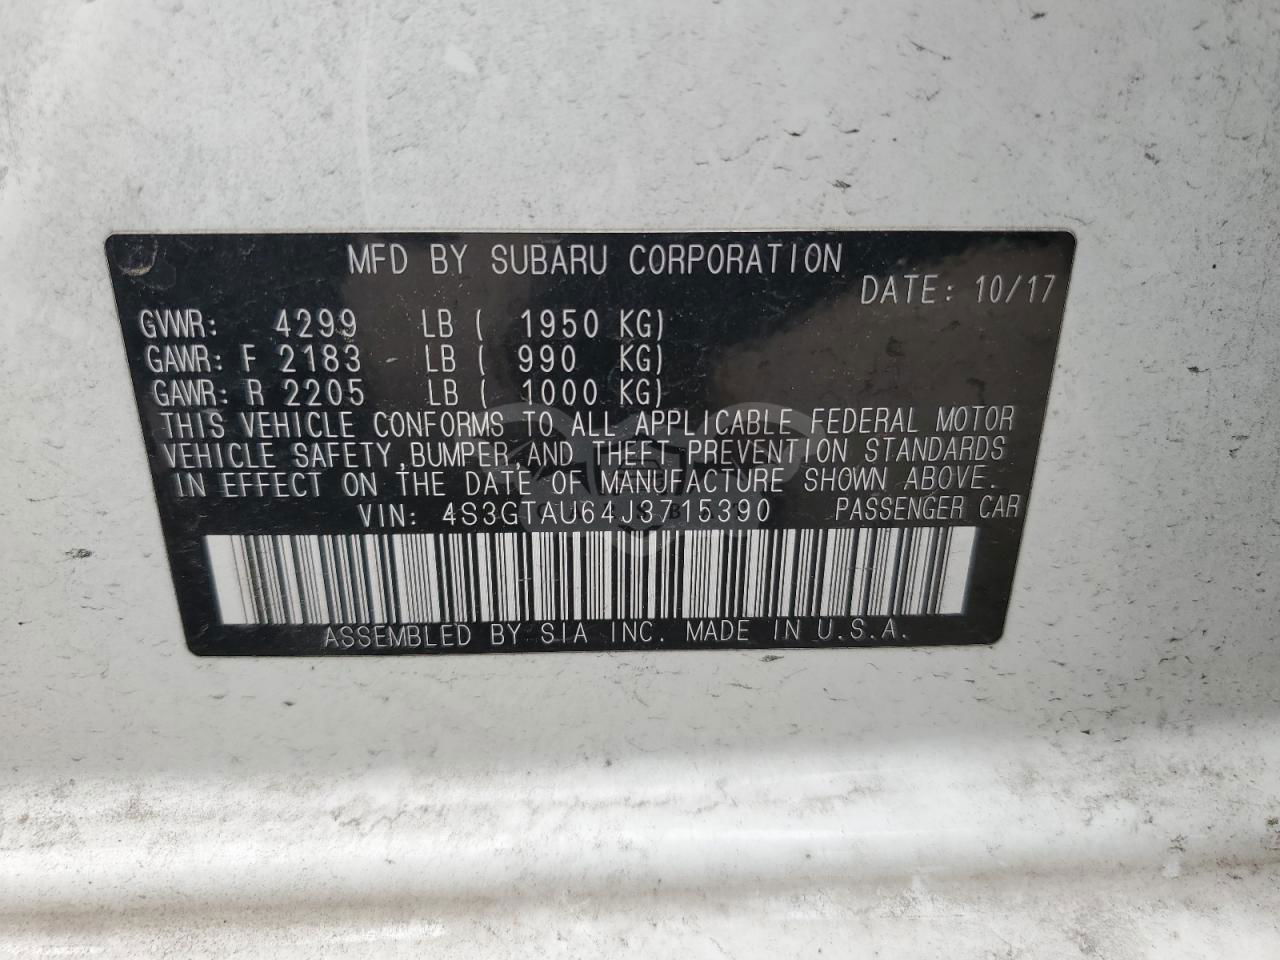 MFD BY SUBARU CORPORATION
DATE: 10/17
GVWR: 4299 LB ( 1950 KG)
GAWR: F 2183 LB ( 990 KG)
GAWR: R 2205 LB ( 1000 KG)
THIS VEHICLE CONFORMS TO ALL APPLICABLE FEDERAL MOTOR
VEHICLE SAFETY, BUMPER, AND THEFT PREVENTION STANDARDS
IN EFFECT ON THE DATE OF MANUFACTURE SHOWN ABOVE.
VIN: 4S3GTAU64J3715390 PASSENGER CAR
ASSEMBLED BY SIA INC. MADE IN U.S.A.